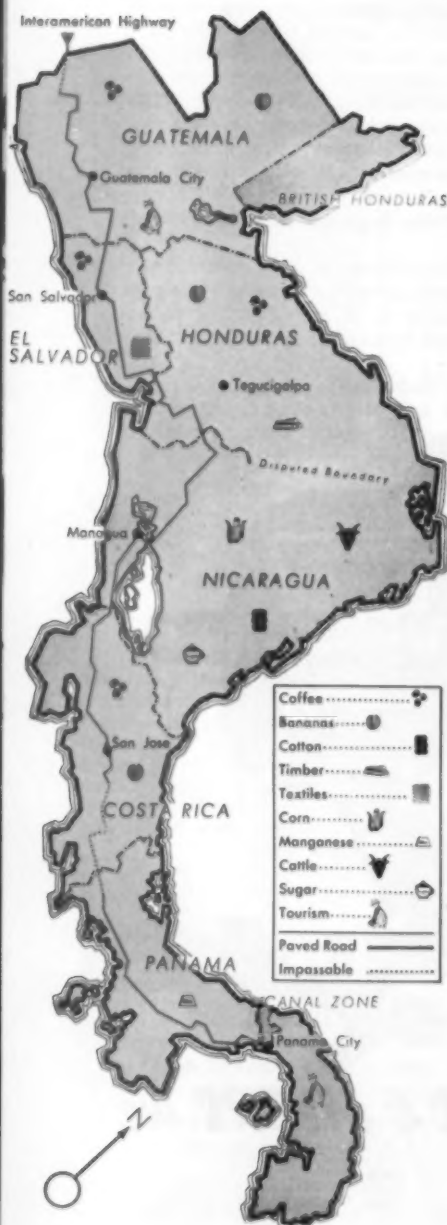 Interamerican Highway
GUATEMALA
Guatemala City
BRITISH HONDURAS
San Salvador
EL
SALVADOR
HONDURAS
Tegucigalpa
Disputed Boundary
Managua
NICARAGUA
San Jose
COSTA RICA
PANAMA
CANAL ZONE
Panama City
Coffee
Bananas
Cotton
Timber
Textiles
Corn
Manganese
Cattle
Sugar
Tourism
Paved Road
Impassable
N